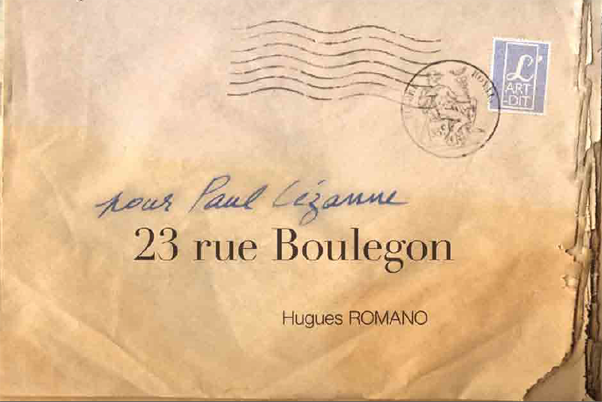 L'
ART
-DIT
pour Paul Cézanne
23 rue Boulegon
Hugues ROMANO